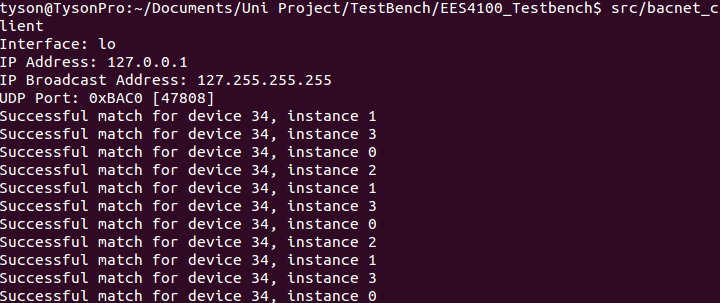 tyson@TysonPro:~/Documents/Uni Project/TestBench/EES4100_Testbench$ src/bacnet_c
lient
Interface: lo
IP Address: 127.0.0.1
IP Broadcast Address: 127.255.255.255
UDP Port: 0xBAC0 [47808]
Successful match for device 34, instance 1
Successful match for device 34, instance 3
Successful match for device 34, instance 0
Successful match for device 34, instance 2
Successful match for device 34, instance 1
Successful match for device 34, instance 3
Successful match for device 34, instance 0
Successful match for device 34, instance 2
Successful match for device 34, instance 1
Successful match for device 34, instance 3
Successful match for device 34, instance 0